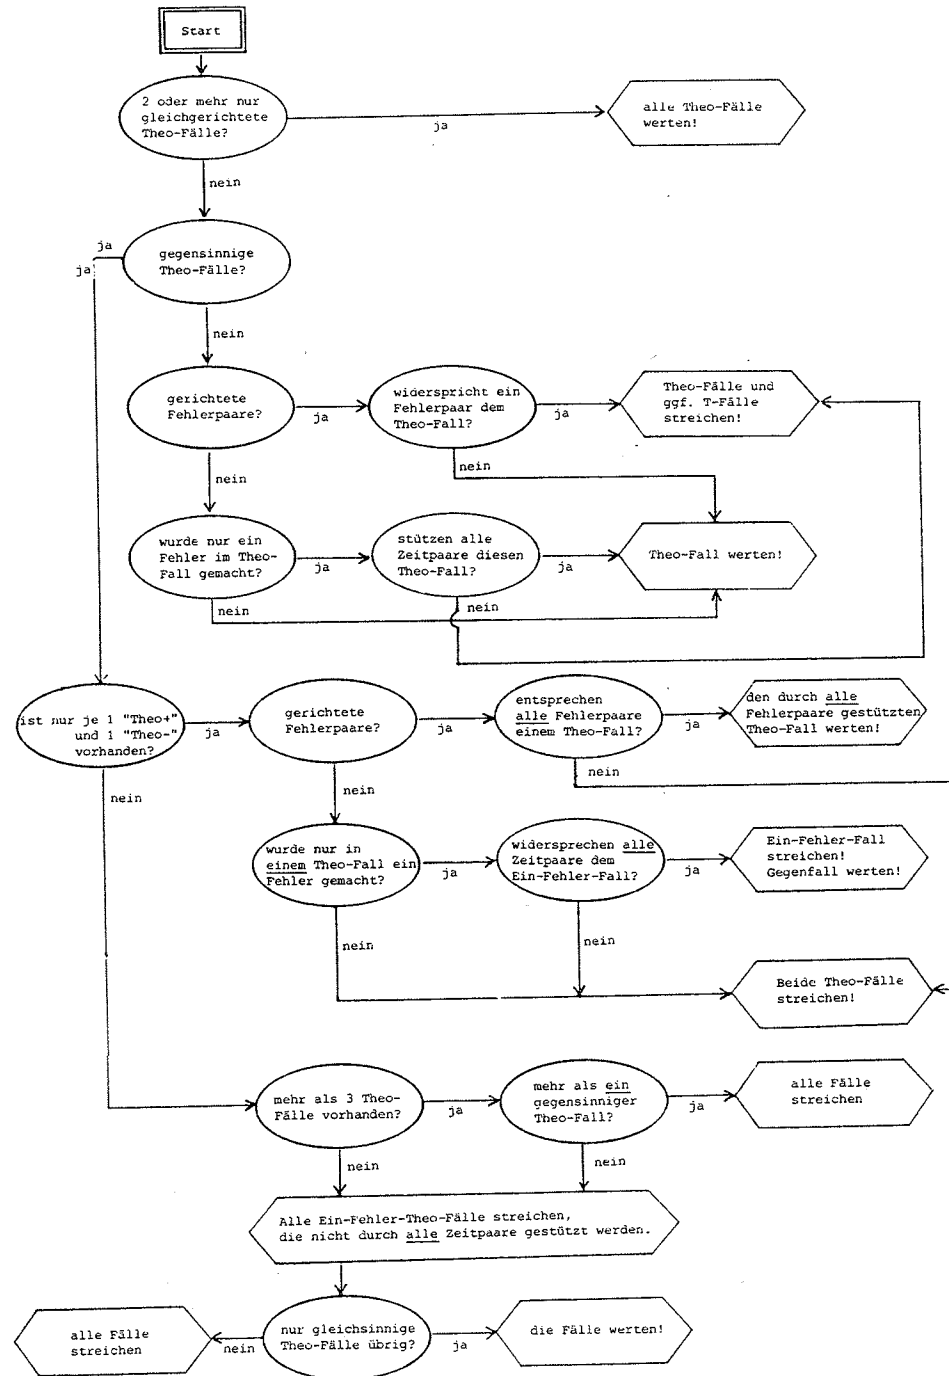 Start
2 oder mehr nur
gleichgerichtete
Theo-Fälle?
ja
alle Theo-Fälle
werten!
nein
ja
ja
gegensinnige
Theo-Fälle?
nein
gerichtete
Fehlerpaare?
ja
widerspricht ein
Fehlerpaar dem
Theo-Fall?
ja
Theo-Fälle und
ggf. T-Fälle
streichen!
nein
nein
wurde nur ein
Fehler im Theo-
Fall gemacht?
ja
stützen alle
Zeitpaare diesen
Theo-Fall?
ja
Theo-Fall werten!
nein
nein
ist nur je 1 "Theo+"
und 1 "Theo-"
vorhanden?
ja
gerichtete
Fehlerpaare?
ja
entsprechen
alle Fehlerpaare
einem Theo-Fall?
ja
den durch alle
Fehlerpaare gestützten
Theo-Fall werten!
nein
nein
nein
wurde nur in
einem Theo-Fall ein
Fehler gemacht?
ja
widersprechen alle
Zeitpaare dem
Ein-Fehler-Fall?
ja
Ein-Fehler-Fall
streichen!
Gegenfall werten!
nein
nein
Beide Theo-Fälle
streichen!
mehr als 3 Theo-
Fälle vorhanden?
ja
mehr als ein
gegensinniger
Theo-Fall?
ja
alle Fälle
streichen
nein
nein
Alle Ein-Fehler-Theo-Fälle streichen,
die nicht durch alle Zeitpaare gestützt werden.
alle Fälle
streichen
nein
nur gleichsinnige
Theo-Fälle übrig?
ja
die Fälle werten!